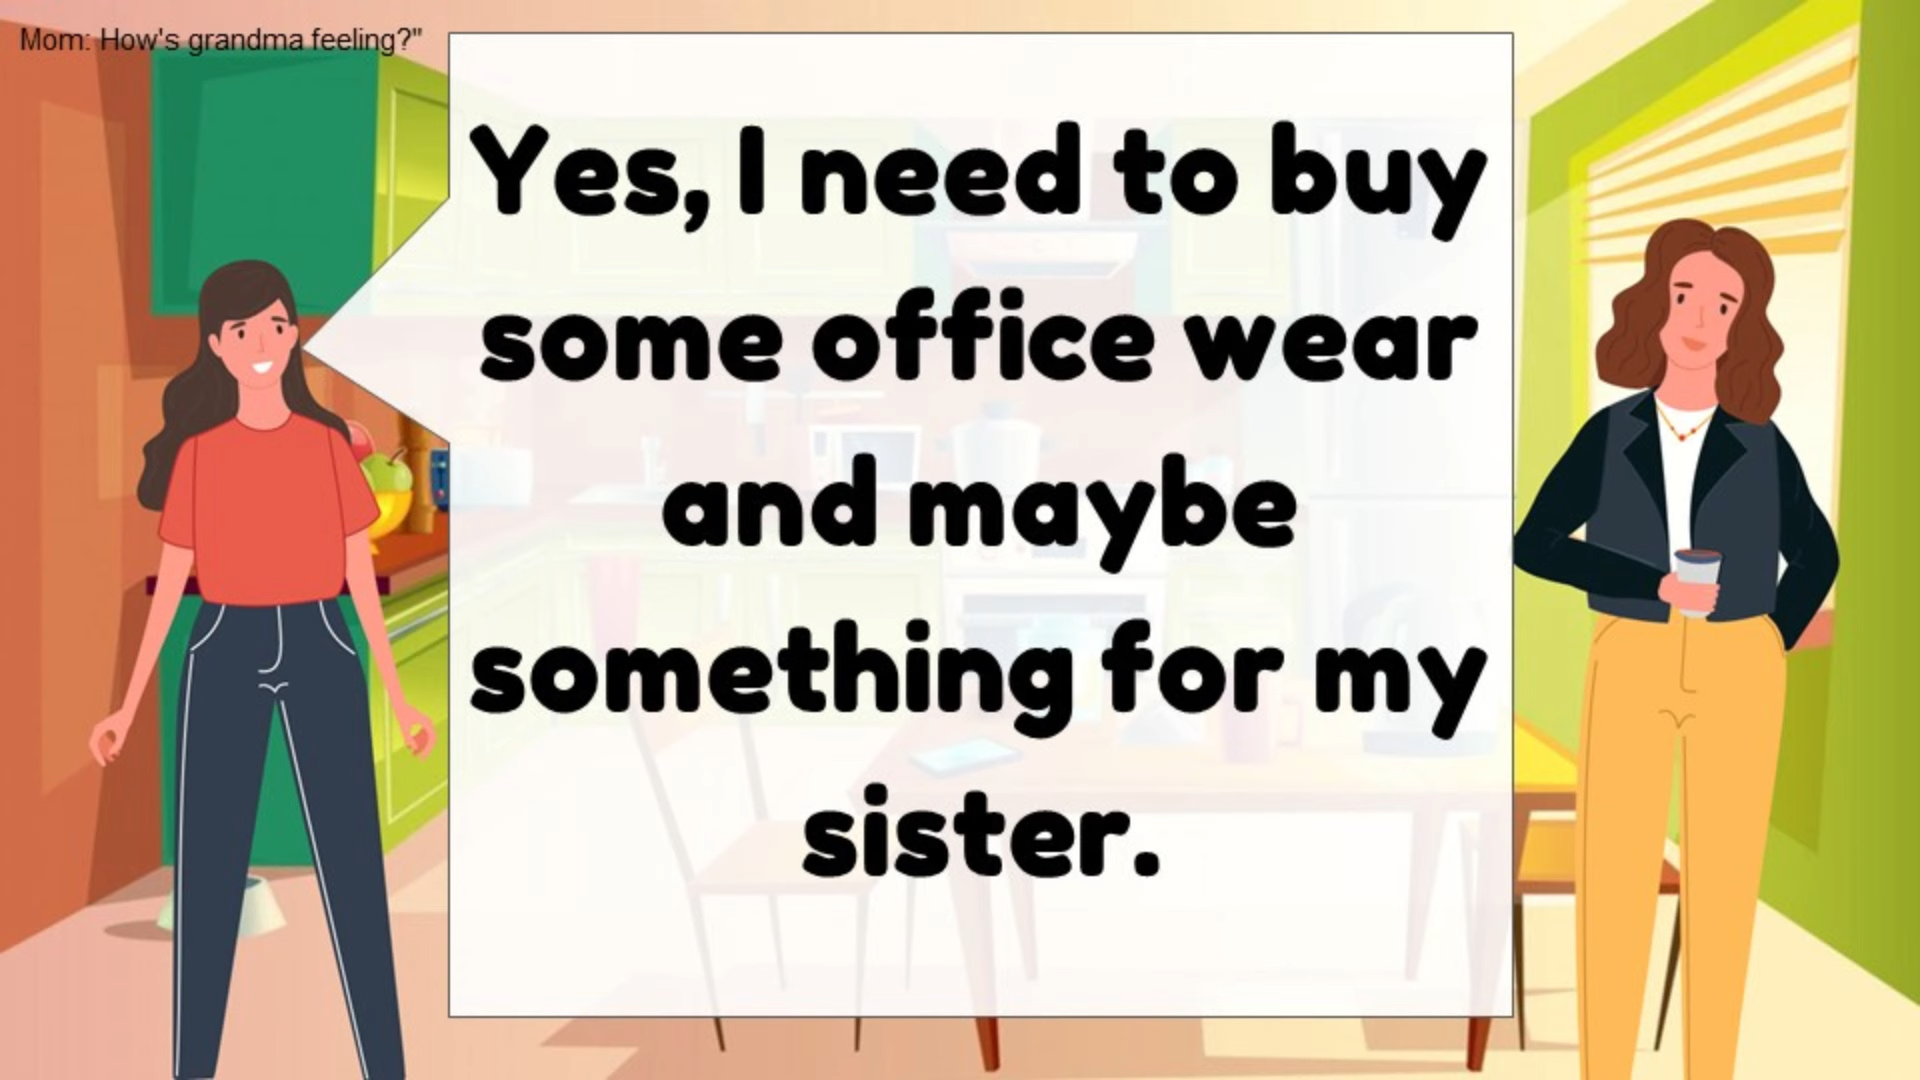 Mom: How's grandma feeling?"
Yes, I need to buy
some office wear
and maybe
something for my
sister.